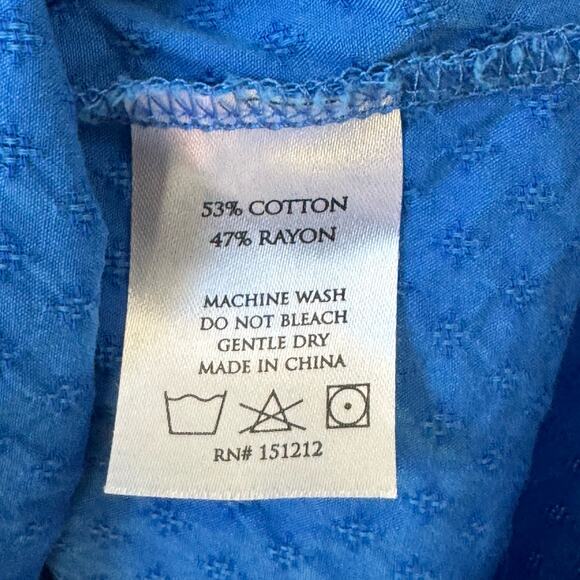 53% COTTON
47% RAYON
MACHINE WASH
DO NOT BLEACH
GENTLE DRY
MADE IN CHINA
RN# 151212